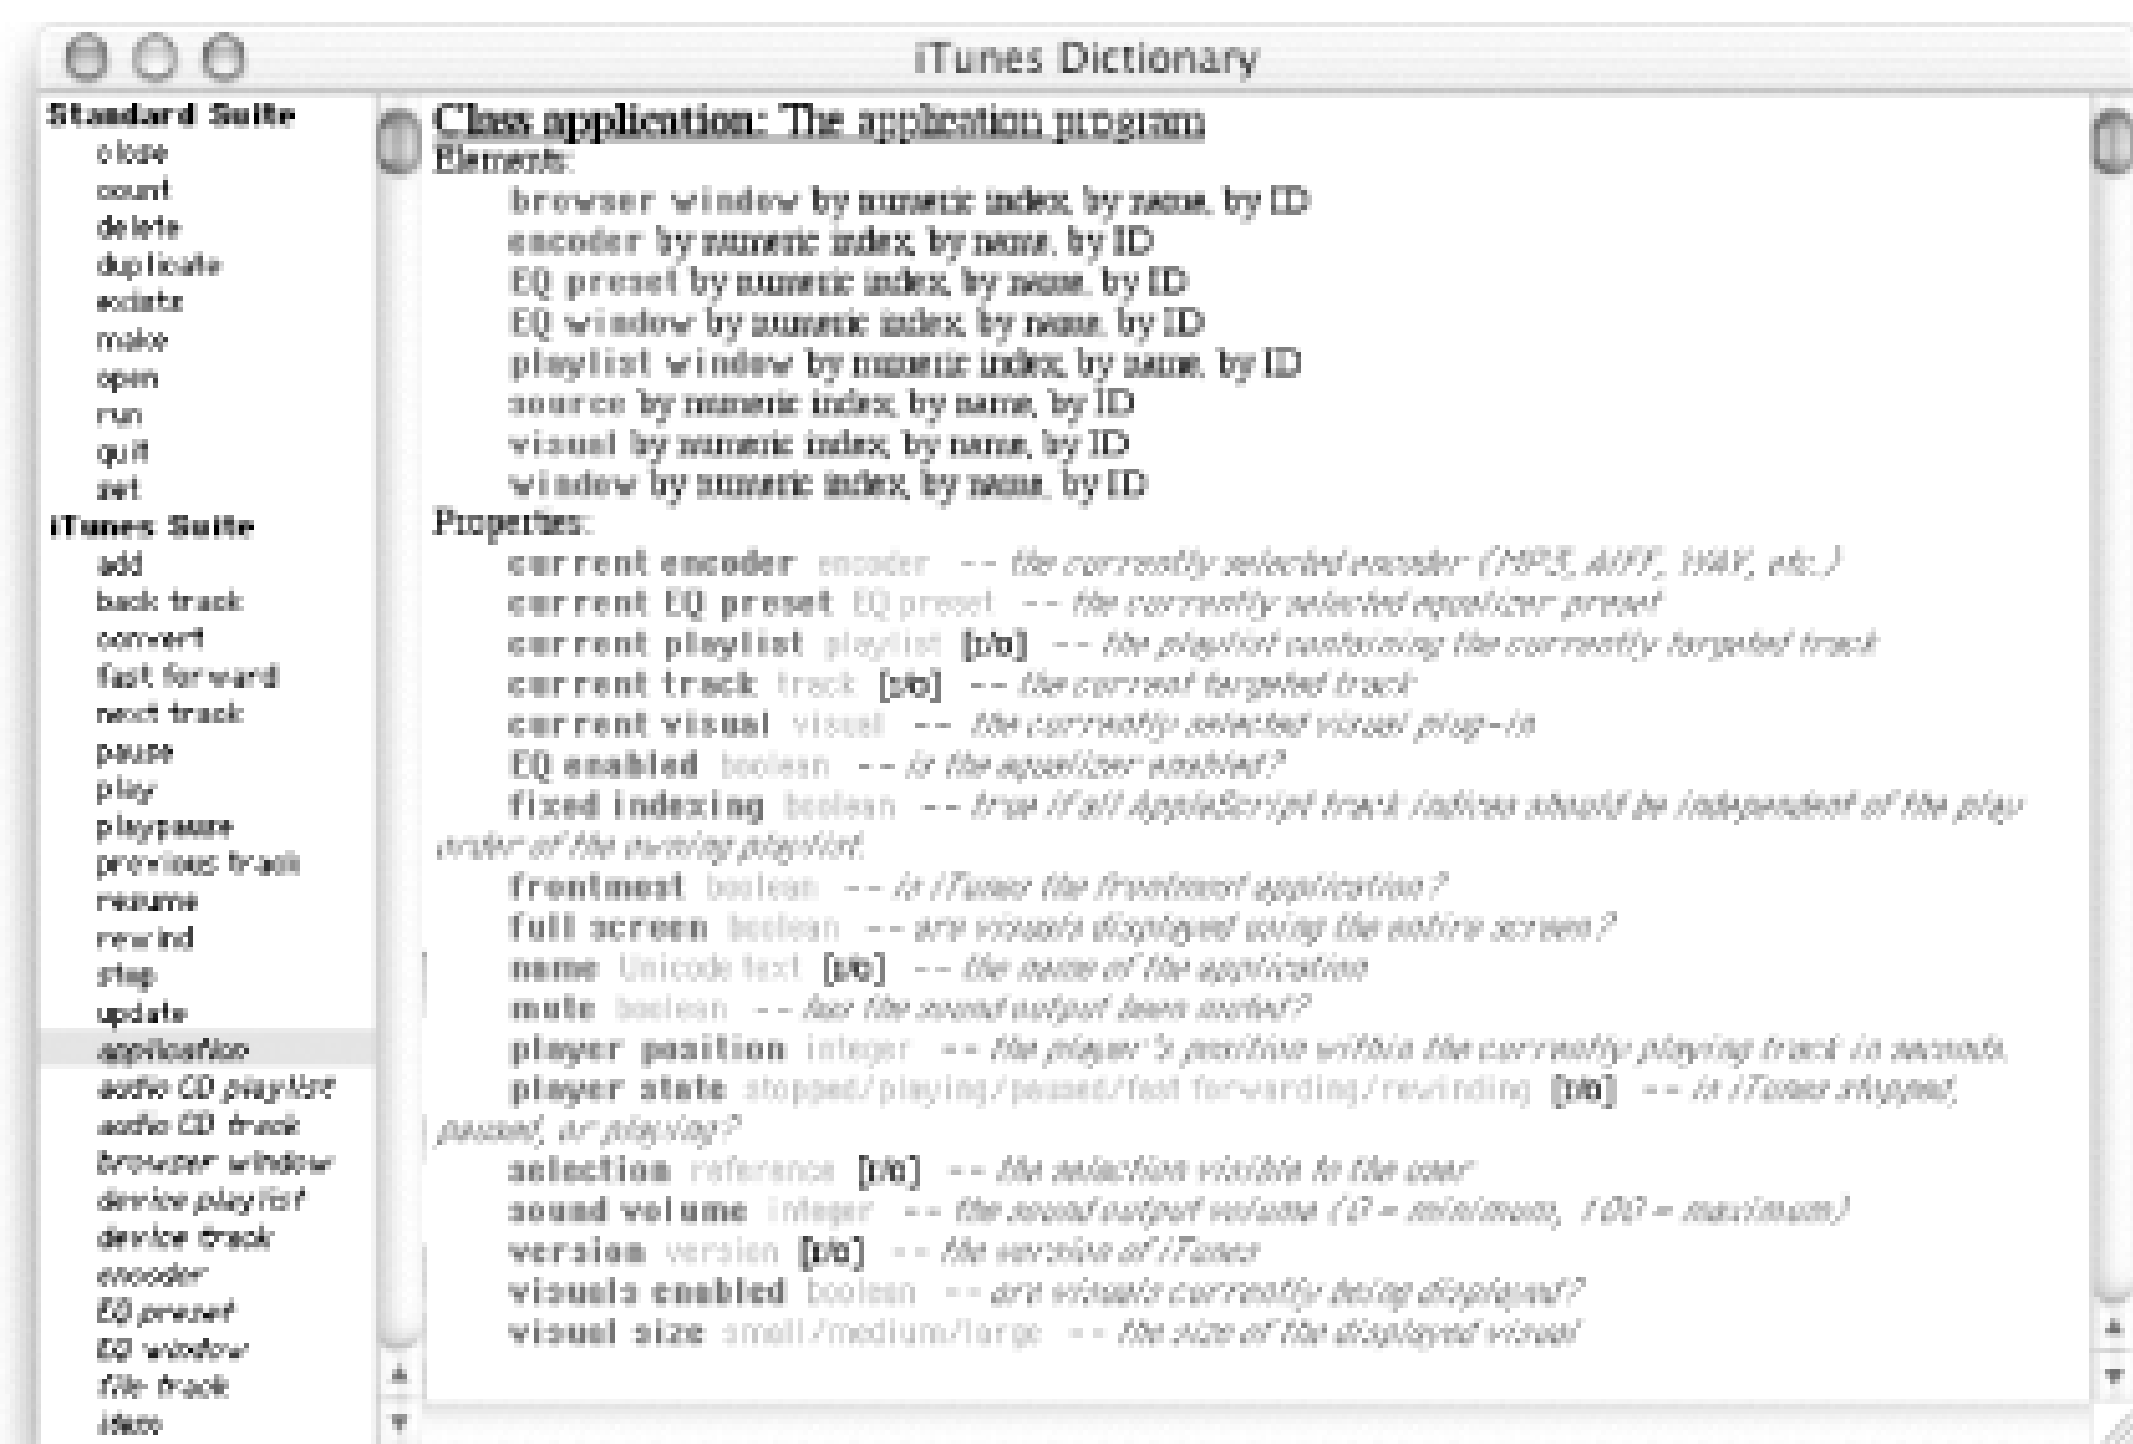 iTunes Dictionary
Standard Suite
close
count
delete
duplicate
exists
make
open
run
quit
set
iTunes Suite
add
back track
convert
fast forward
next track
pause
play
playpause
previous track
resume
rewind
stop
update
application
audio CD playlist
audio CD track
browser window
device playlist
device track
encoder
EQ preset
EQ window
file track
item
Class application: The application program
Elements:
browser window by numeric index, by name, by ID
encoder by numeric index, by name, by ID
EQ preset by numeric index, by name, by ID
EQ window by numeric index, by name, by ID
playlist window by numeric index, by name, by ID
source by numeric index, by name, by ID
visual by numeric index, by name, by ID
window by numeric index, by name, by ID
Properties:
current encoder encoder -- the currently selected encoder (MP3, AIFF, WAV, etc.)
current EQ preset EQ preset -- the currently selected equalizer preset
current playlist playlist [r/o] -- the playlist containing the currently targeted track
current track track [r/o] -- the current targeted track
current visual visual -- the currently selected visual plug-in
EQ enabled boolean -- is the equalizer enabled?
fixed indexing boolean -- true if all AppleScript track indices should be independent of the play
order of the owning playlist.
frontmost boolean -- is iTunes the frontmost application?
full screen boolean -- are visuals displayed using the entire screen?
name Unicode text [r/o] -- the name of the application
mute boolean -- has the sound output been muted?
player position integer -- the player's position within the currently playing track in seconds.
player state stopped/playing/paused/fast forwarding/rewinding [r/o] -- is iTunes stopped,
paused, or playing?
selection reference [r/o] -- the selection visible to the user
sound volume integer -- the sound output volume (0 = minimum, 100 = maximum)
version version [r/o] -- the version of iTunes
visuals enabled boolean -- are visuals currently being displayed?
visual size small/medium/large -- the size of the displayed visual